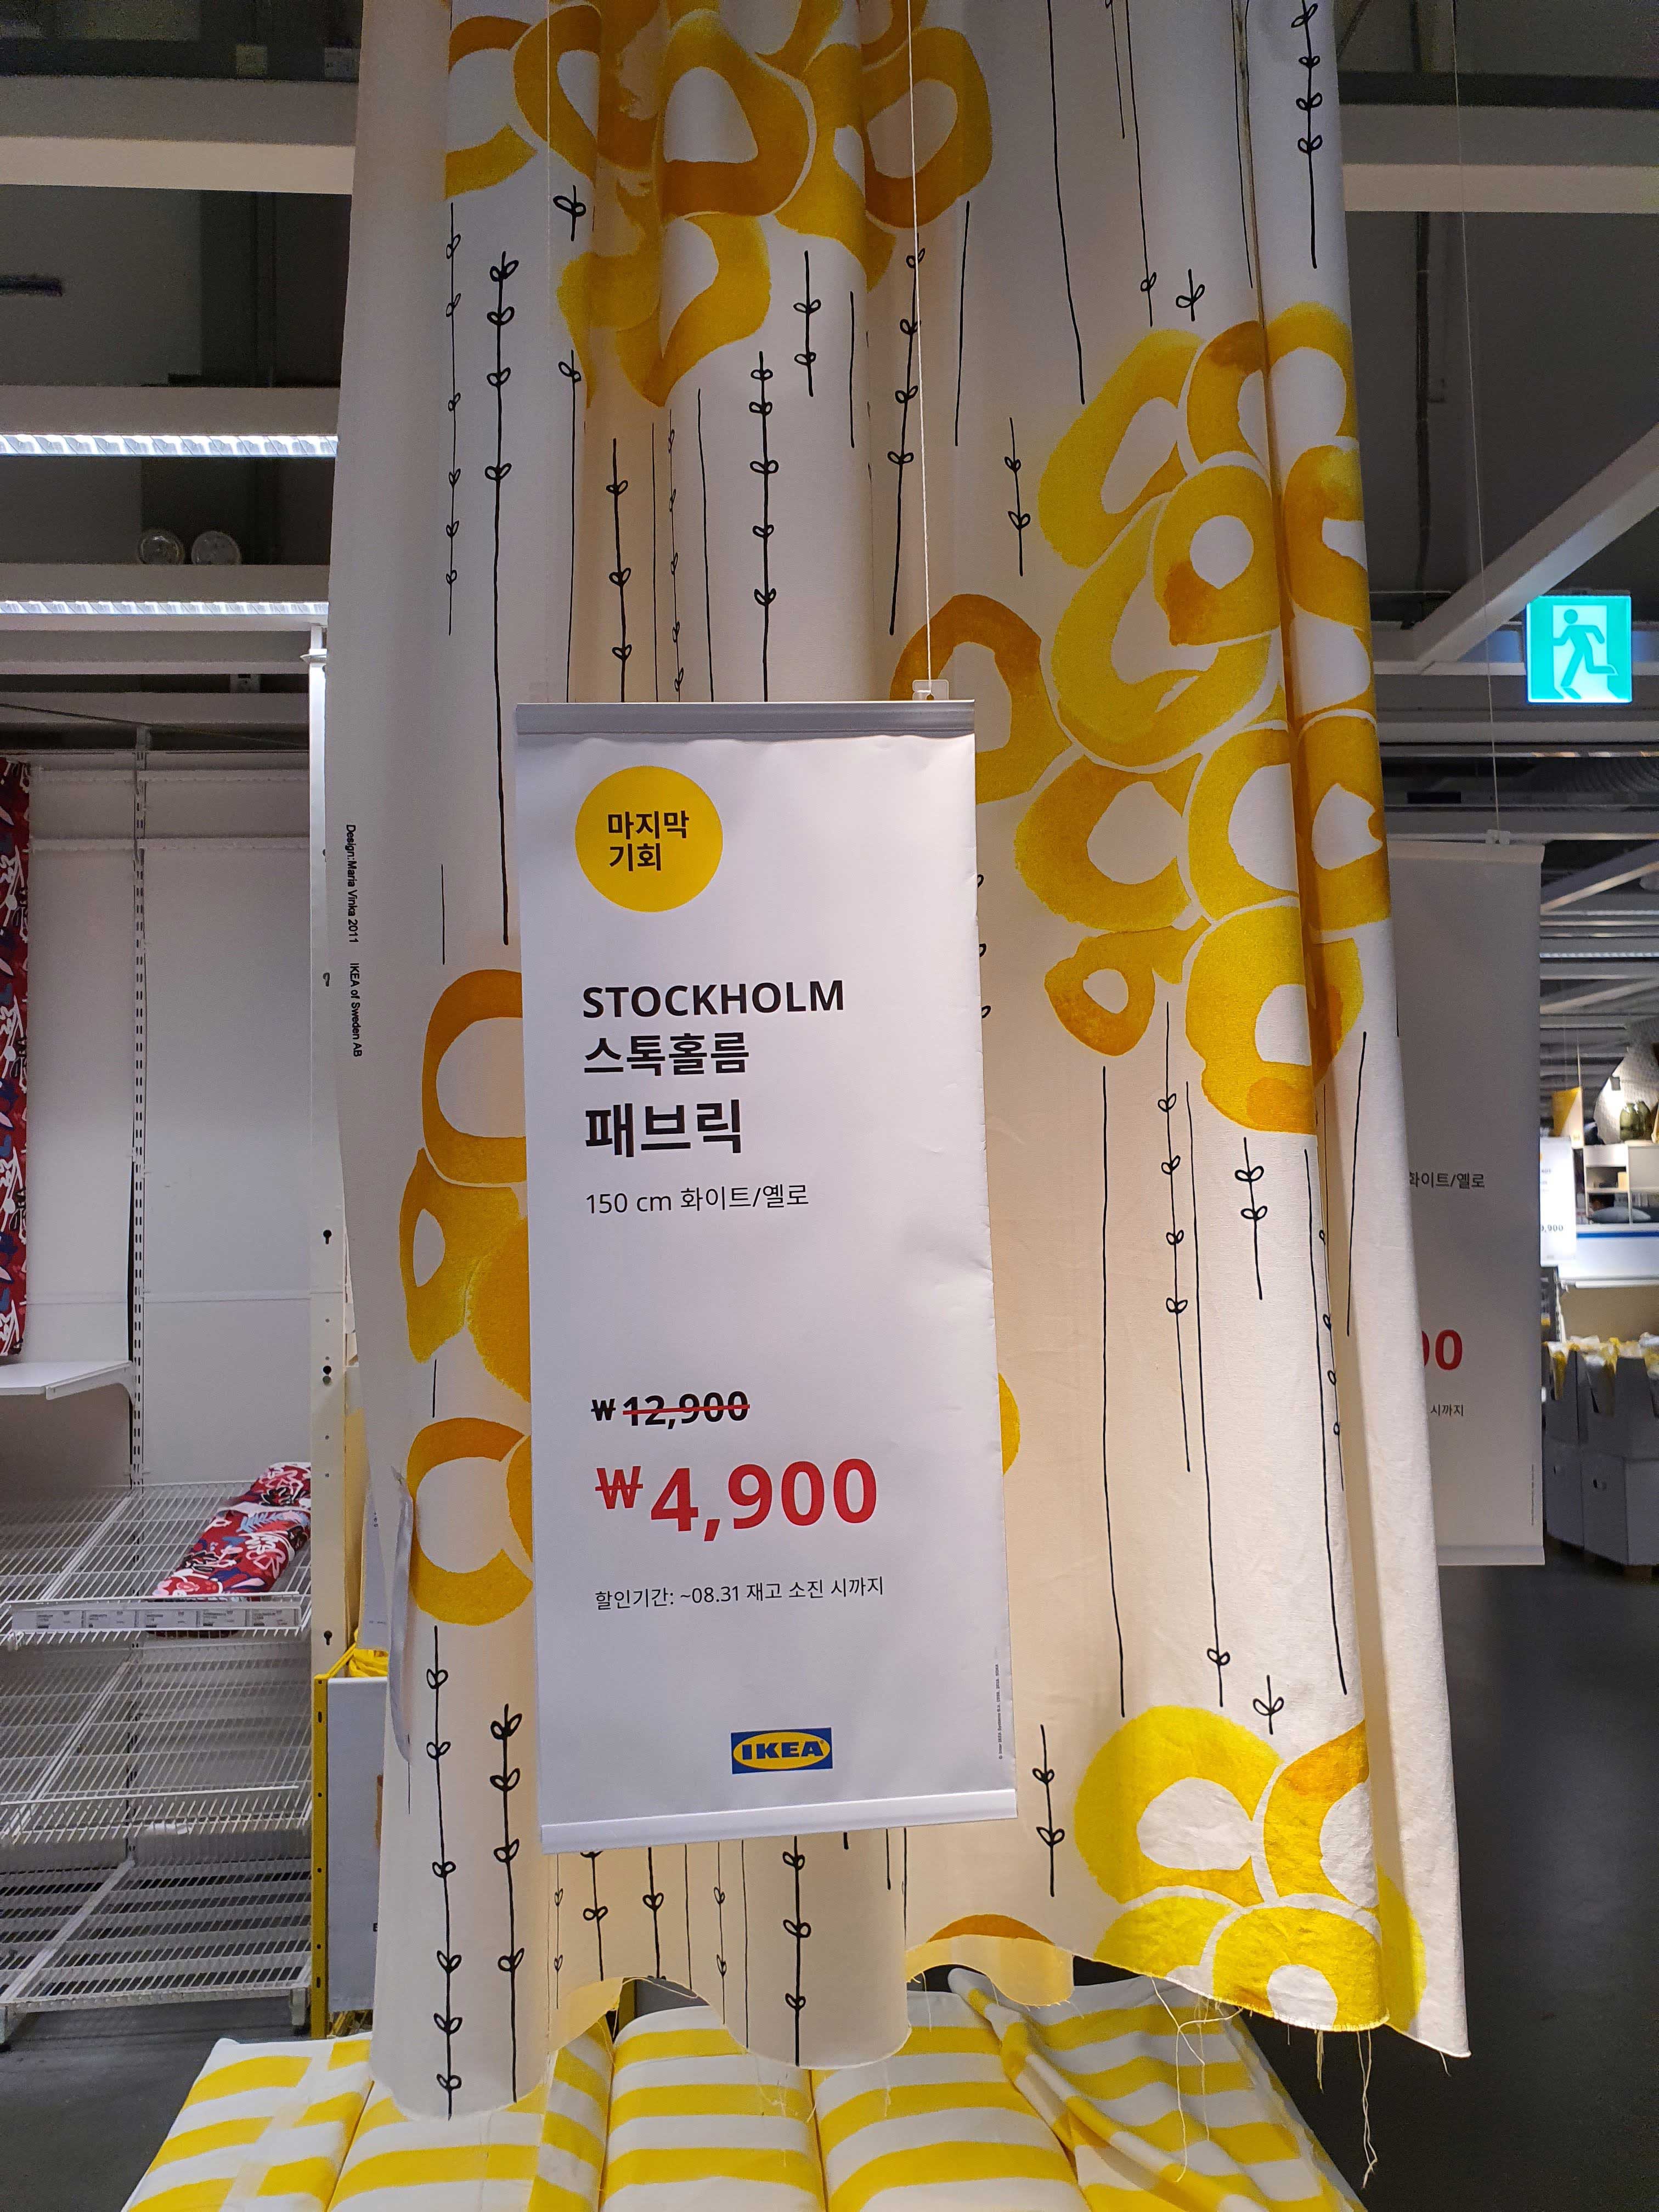 마지막
기회
STOCKHOLM
스톡홀름
패브릭
150 cm 화이트/옐로
₩12,900
₩4,900
할인기간: ~08.31 재고 소진 시까지
IKEA
Design:Maria Vinka 2011 IKEA of Sweden AB
화이트/옐로
00
시까지